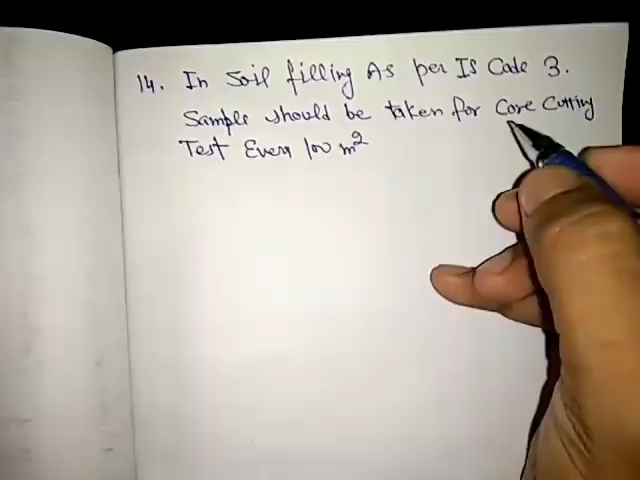 14. In Soil filling As per IS Code 3.
Sample should be taken for Core Cutting
Test Every 100 m²